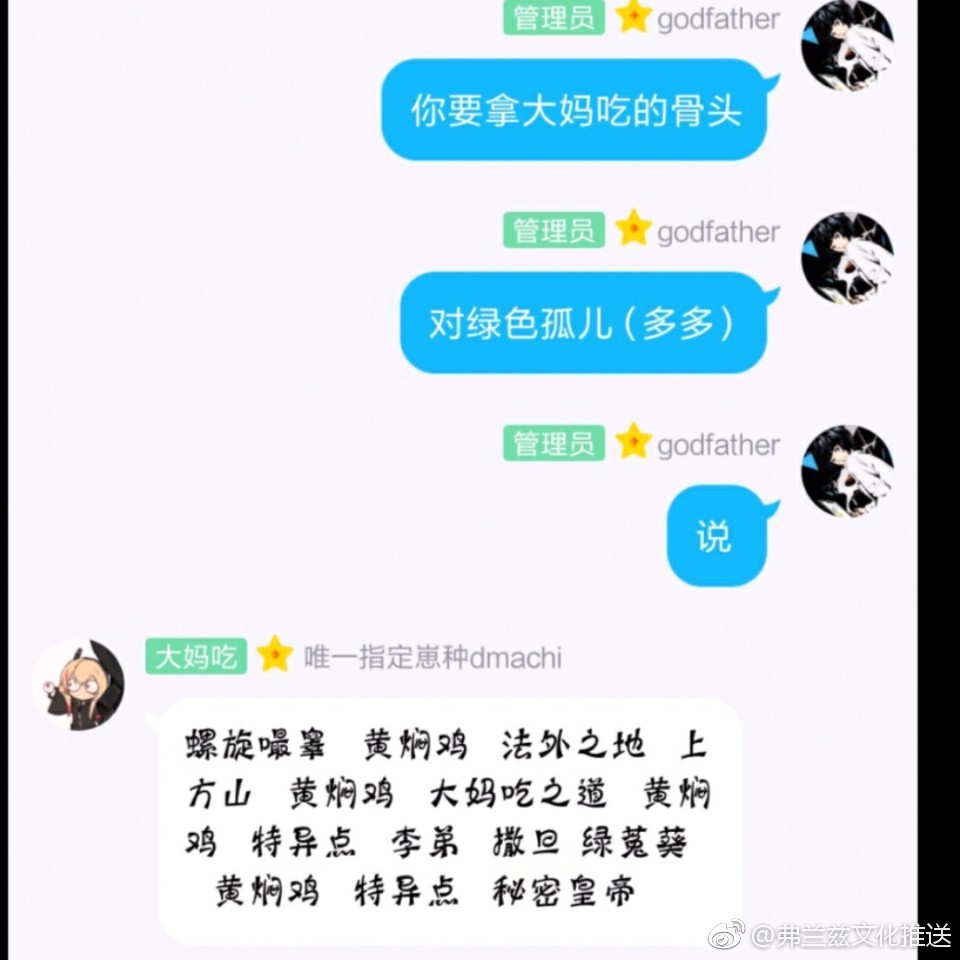 管理员 godfather
你要拿大妈吃的骨头
管理员 godfather
对绿色孤儿（多多）
管理员 godfather
说
大妈吃 唯一指定崽种dmachi
螺旋嘬睾 黄焖鸡 法外之地 上
方山 黄焖鸡 大妈吃之道 黄焖
鸡 特异点 李弟 撒旦 绿菟葵
黄焖鸡 特异点 秘密皇帝
@弗兰兹文化推送